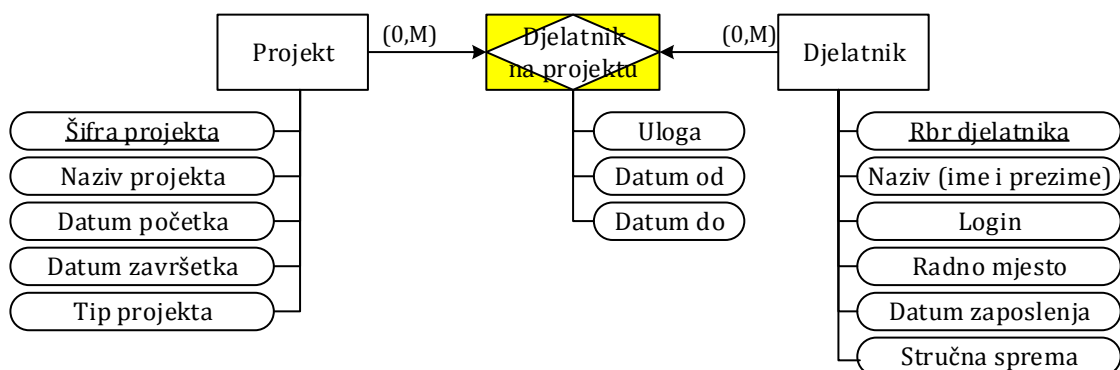 Projekt
(0,M)
Djelatnik
na projektu
(0,M)
Djelatnik
Šifra projekta
Naziv projekta
Datum početka
Datum završetka
Tip projekta
Uloga
Datum od
Datum do
Rbr djelatnika
Naziv (ime i prezime)
Login
Radno mjesto
Datum zaposlenja
Stručna sprema